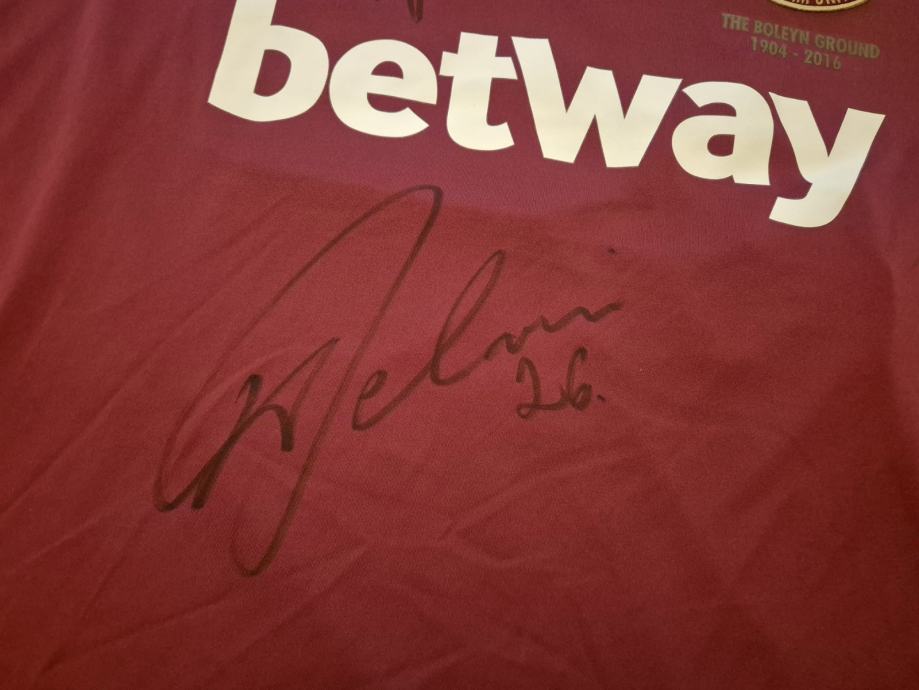 THE BOLEYN GROUND
1904 - 2016
betway
26.